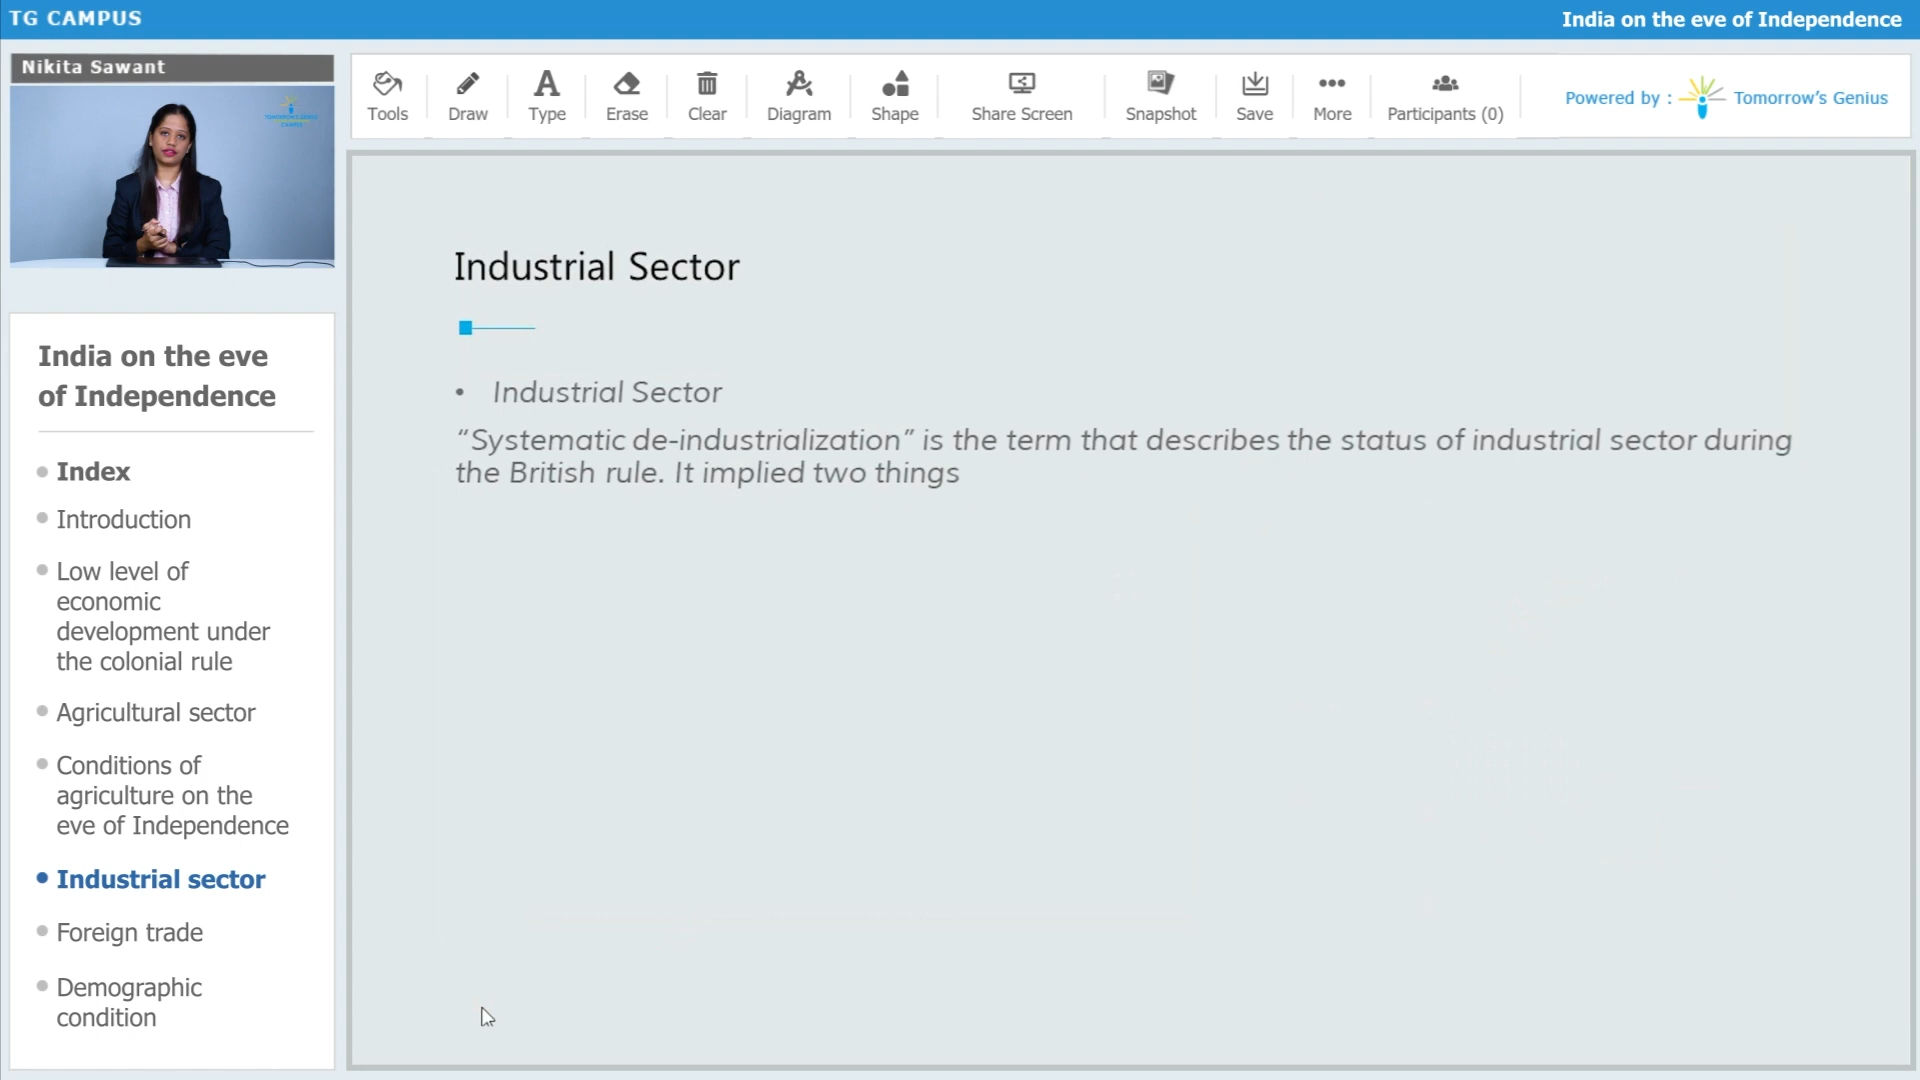 TG CAMPUS
India on the eve of Independence
Nikita Sawant
TOMORROW'S GENIUS
CAMPUS
Tools
Draw
Type
Erase
Clear
Diagram
Shape
Share Screen
Snapshot
Save
More
Participants (0)
Powered by :
Tomorrow's Genius
India on the eve
of Independence
Index
Introduction
Low level of
economic
development under
the colonial rule
Agricultural sector
Conditions of
agriculture on the
eve of Independence
Industrial sector
Foreign trade
Demographic
condition
Industrial Sector
• Industrial Sector
“Systematic de-industrialization” is the term that describes the status of industrial sector during
the British rule. It implied two things